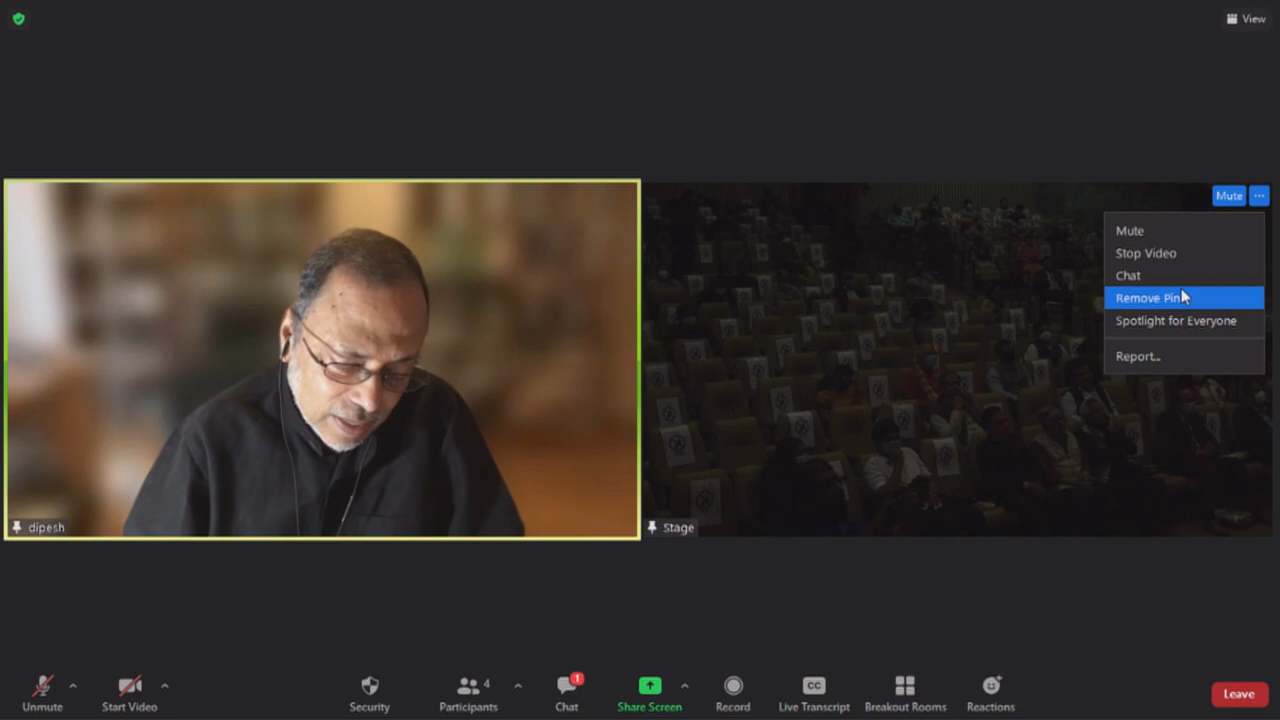 View
Mute ...
Mute
Stop Video
Chat
Remove Pin
Spotlight for Everyone
Report...
dipesh
Stage
4
1
CC
Unmute
Start Video
Security
Participants
Chat
Share Screen
Record
Live Transcript
Breakout Rooms
Reactions
Leave